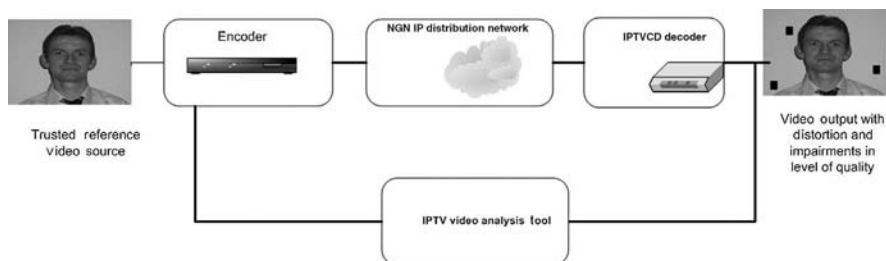 Encoder
NGN IP distribution network
IPTVCD decoder
Trusted reference
video source
Video output with
distortion and
impairments in
level of quality
IPTV video analysis tool